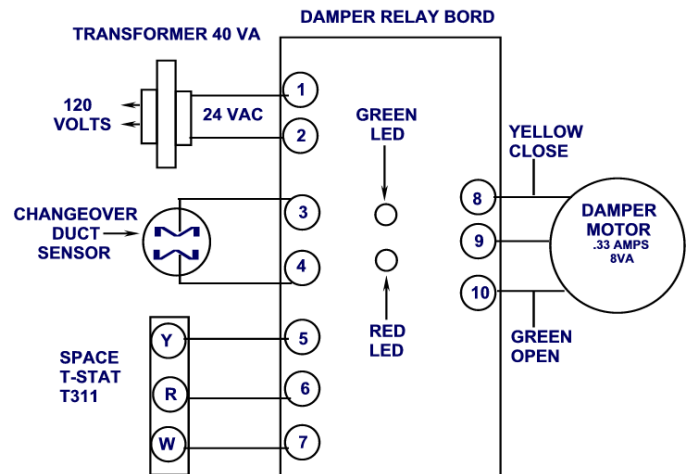 DAMPER RELAY BORD
TRANSFORMER 40 VA
120
VOLTS
24 VAC
1
2
GREEN
LED
YELLOW
CLOSE
CHANGEOVER
DUCT
SENSOR
3
4
8
9
10
DAMPER
MOTOR
.33 AMPS
8VA
RED
LED
GREEN
OPEN
SPACE
T-STAT
T311
Y
R
W
5
6
7